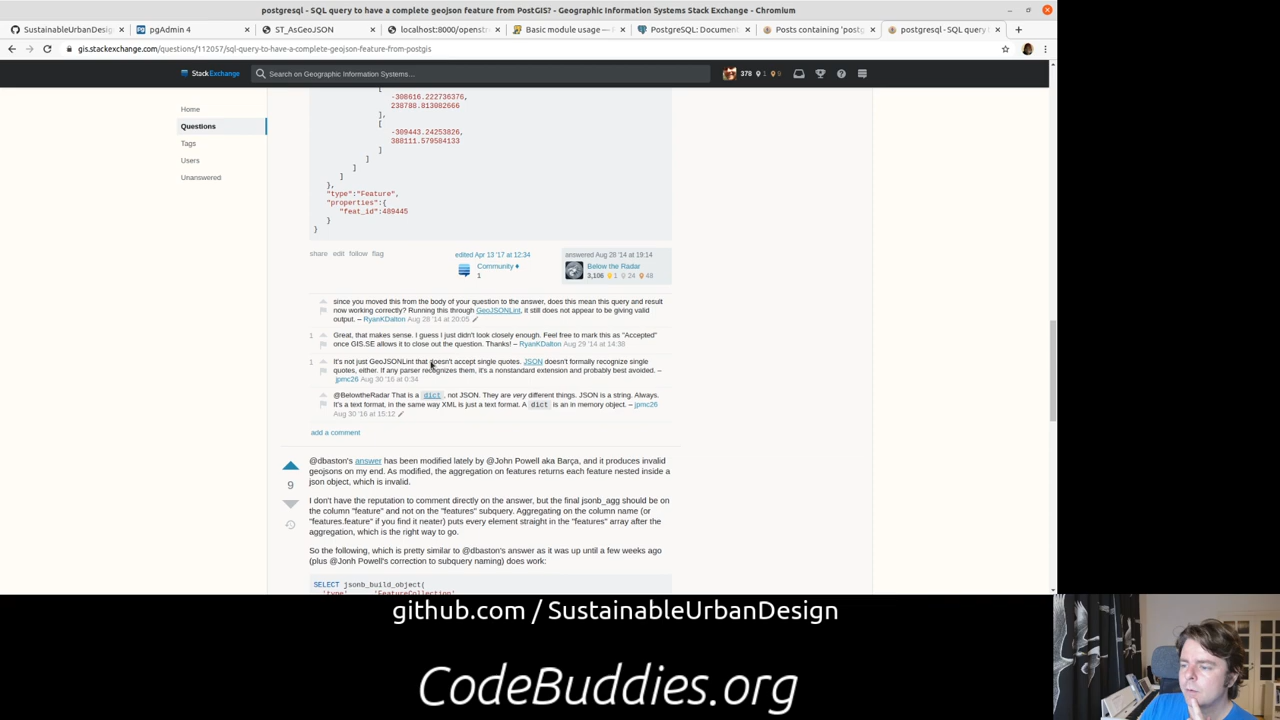 postgresql - SQL query to have a complete geojson feature from PostGIS? - Geographic Information Systems Stack Exchange - Chromium
SustainableUrbanDesig
pgAdmin 4
ST_AsGeoJSON
localhost:8000/openstr
Basic module usage —
PostgreSQL: Document
Posts containing 'postg
postgresql - SQL query
gis.stackexchange.com/questions/112057/sql-query-to-have-a-complete-geojson-feature-from-postgis
StackExchange
Search on Geographic Information Systems...
378
1
9
Home
Questions
Tags
Users
Unanswered
[
-308616.222736376,
238788.813082666
],
[
-309443.24253826,
388111.579584133
]
]
]
]
},
"type":"Feature",
"properties":{
"feat_id":489445
}
}
share edit follow flag
edited Apr 13 '17 at 12:34
Community ♦
1
answered Aug 28 '14 at 19:14
Below the Radar
3,106 1 24 48
since you moved this from the body of your question to the answer, does this mean this query and result
now working correctly? Running this through GeoJSONLint, it still does not appear to be giving valid
output. – RyanKDalton Aug 28 '14 at 20:05
1
Great, that makes sense. I guess I just didn't look closely enough. Feel free to mark this as "Accepted"
once GIS.SE allows it to close out the question. Thanks! – RyanKDalton Aug 29 '14 at 14:38
1
It's not just GeoJSONLint that doesn't accept single quotes. JSON doesn't formally recognize single
quotes, either. If any parser recognizes them, it's a nonstandard extension and probably best avoided. –
jpmc26 Aug 30 '16 at 0:34
@BelowtheRadar That is a dict, not JSON. They are very different things. JSON is a string. Always.
It's a text format, in the same way XML is just a text format. A dict is an in memory object. – jpmc26
Aug 30 '16 at 15:12
add a comment
9
@dbaston's answer has been modified lately by @John Powell aka Barça, and it produces invalid
geojsons on my end. As modified, the aggregation on features returns each feature nested inside a
json object, which is invalid.
I don't have the reputation to comment directly on the answer, but the final jsonb_agg should be on
the column "feature" and not on the "features" subquery. Aggregating on the column name (or
"features.feature" if you find it neater) puts every element straight in the "features" array after the
aggregation, which is the right way to go.
So the following, which is pretty similar to @dbaston's answer as it was up until a few weeks ago
(plus @Jonh Powell's correction to subquery naming) does work:
SELECT jsonb_build_object(
'type', 'FeatureCollection',
github.com / SustainableUrbanDesign
CodeBuddies.org